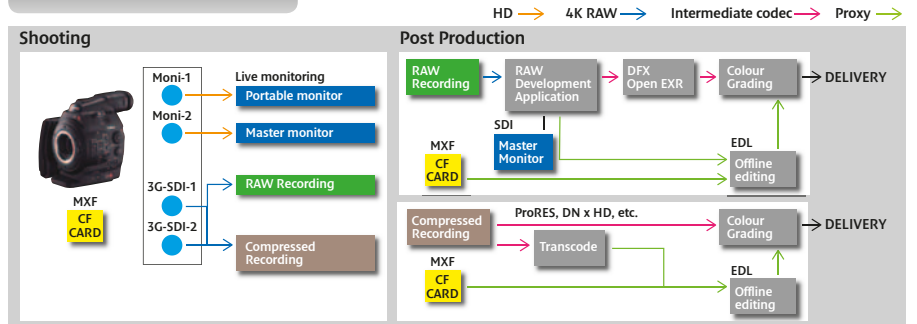 HD
4K RAW
Intermediate codec
Proxy
Shooting
Moni-1
Moni-2
3G-SDI-1
3G-SDI-2
MXF
CF
CARD
Live monitoring
Portable monitor
Master monitor
RAW Recording
Compressed
Recording
Post Production
RAW
Recording
RAW
Development
Application
DFX
Open EXR
Colour
Grading
DELIVERY
SDI
Master
Monitor
MXF
CF
CARD
EDL
Offline
editing
Compressed
Recording
ProRES, DN x HD, etc.
Transcode
Colour
Grading
DELIVERY
MXF
CF
CARD
EDL
Offline
editing